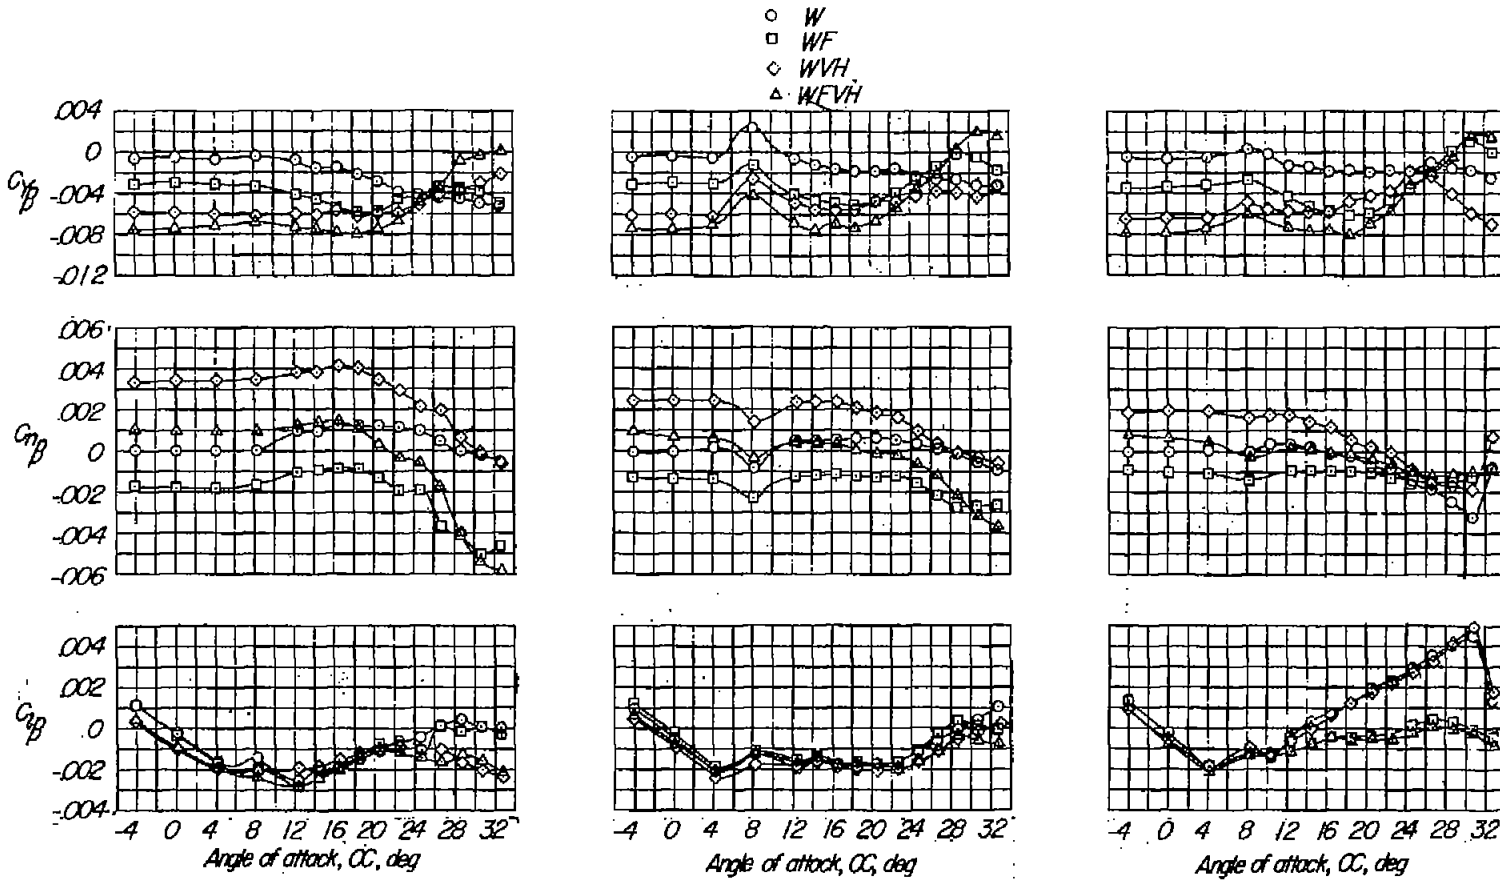 W
WF
WVH
WFVH
.004
0
-.004
-.008
-.012
CYβ
.006
.004
.002
0
-.002
-.004
-.006
Cnβ
.004
.002
0
-.002
-.004
Clβ
-4 0 4 8 12 16 20 24 28 32
-4 0 4 8 12 16 20 24 28 32
-4 0 4 8 12 16 20 24 28 32
Angle of attack, α, deg
Angle of attack, α, deg
Angle of attack, α, deg